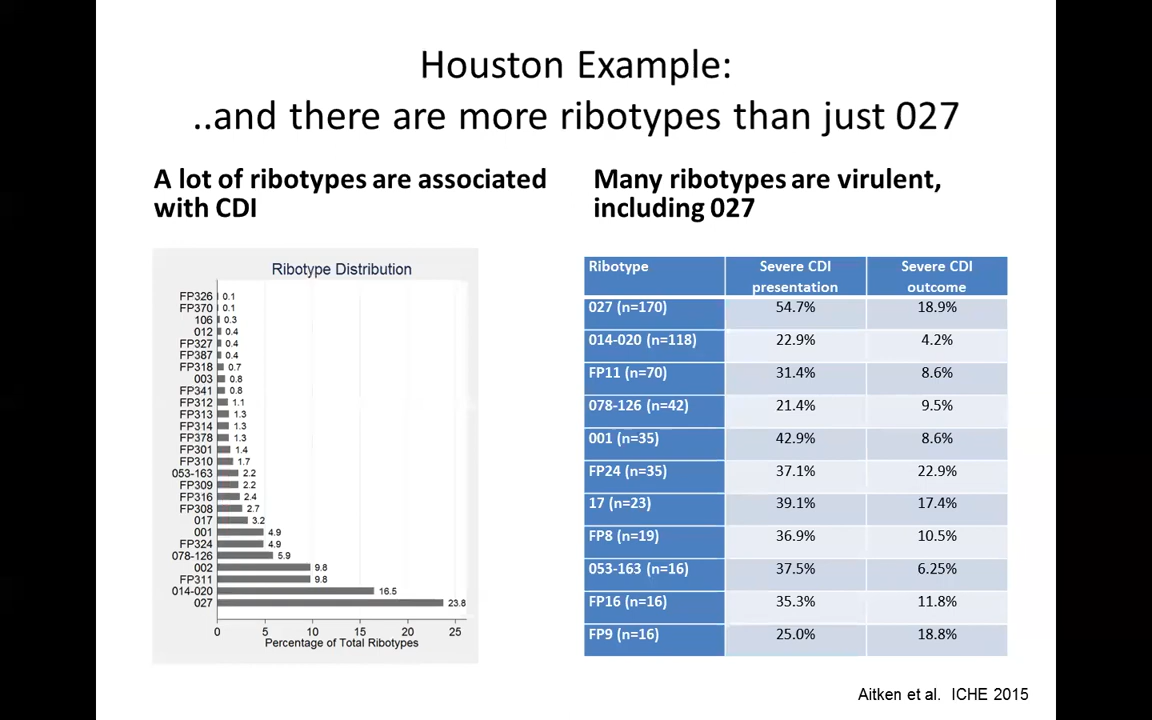 Houston Example:
..and there are more ribotypes than just 027
A lot of ribotypes are associated
with CDI
Ribotype Distribution
FP326 0.1
FP370 0.1
106 0.3
012 0.4
FP327 0.4
FP387 0.4
FP318 0.7
003 0.8
FP341 0.8
FP312 1.1
FP313 1.3
FP314 1.3
FP378 1.3
FP301 1.4
FP310 1.7
053-163 2.2
FP309 2.2
FP316 2.4
FP308 2.7
017 3.2
001 4.9
FP324 4.9
078-126 5.9
002 9.8
FP311 9.8
014-020 16.5
027 23.8
0 5 10 15 20 25
Percentage of Total Ribotypes
Many ribotypes are virulent,
including 027
Ribotype Severe CDI presentation Severe CDI outcome
027 (n=170) 54.7% 18.9%
014-020 (n=118) 22.9% 4.2%
FP11 (n=70) 31.4% 8.6%
078-126 (n=42) 21.4% 9.5%
001 (n=35) 42.9% 8.6%
FP24 (n=35) 37.1% 22.9%
17 (n=23) 39.1% 17.4%
FP8 (n=19) 36.9% 10.5%
053-163 (n=16) 37.5% 6.25%
FP16 (n=16) 35.3% 11.8%
FP9 (n=16) 25.0% 18.8%
Aitken et al. ICHE 2015